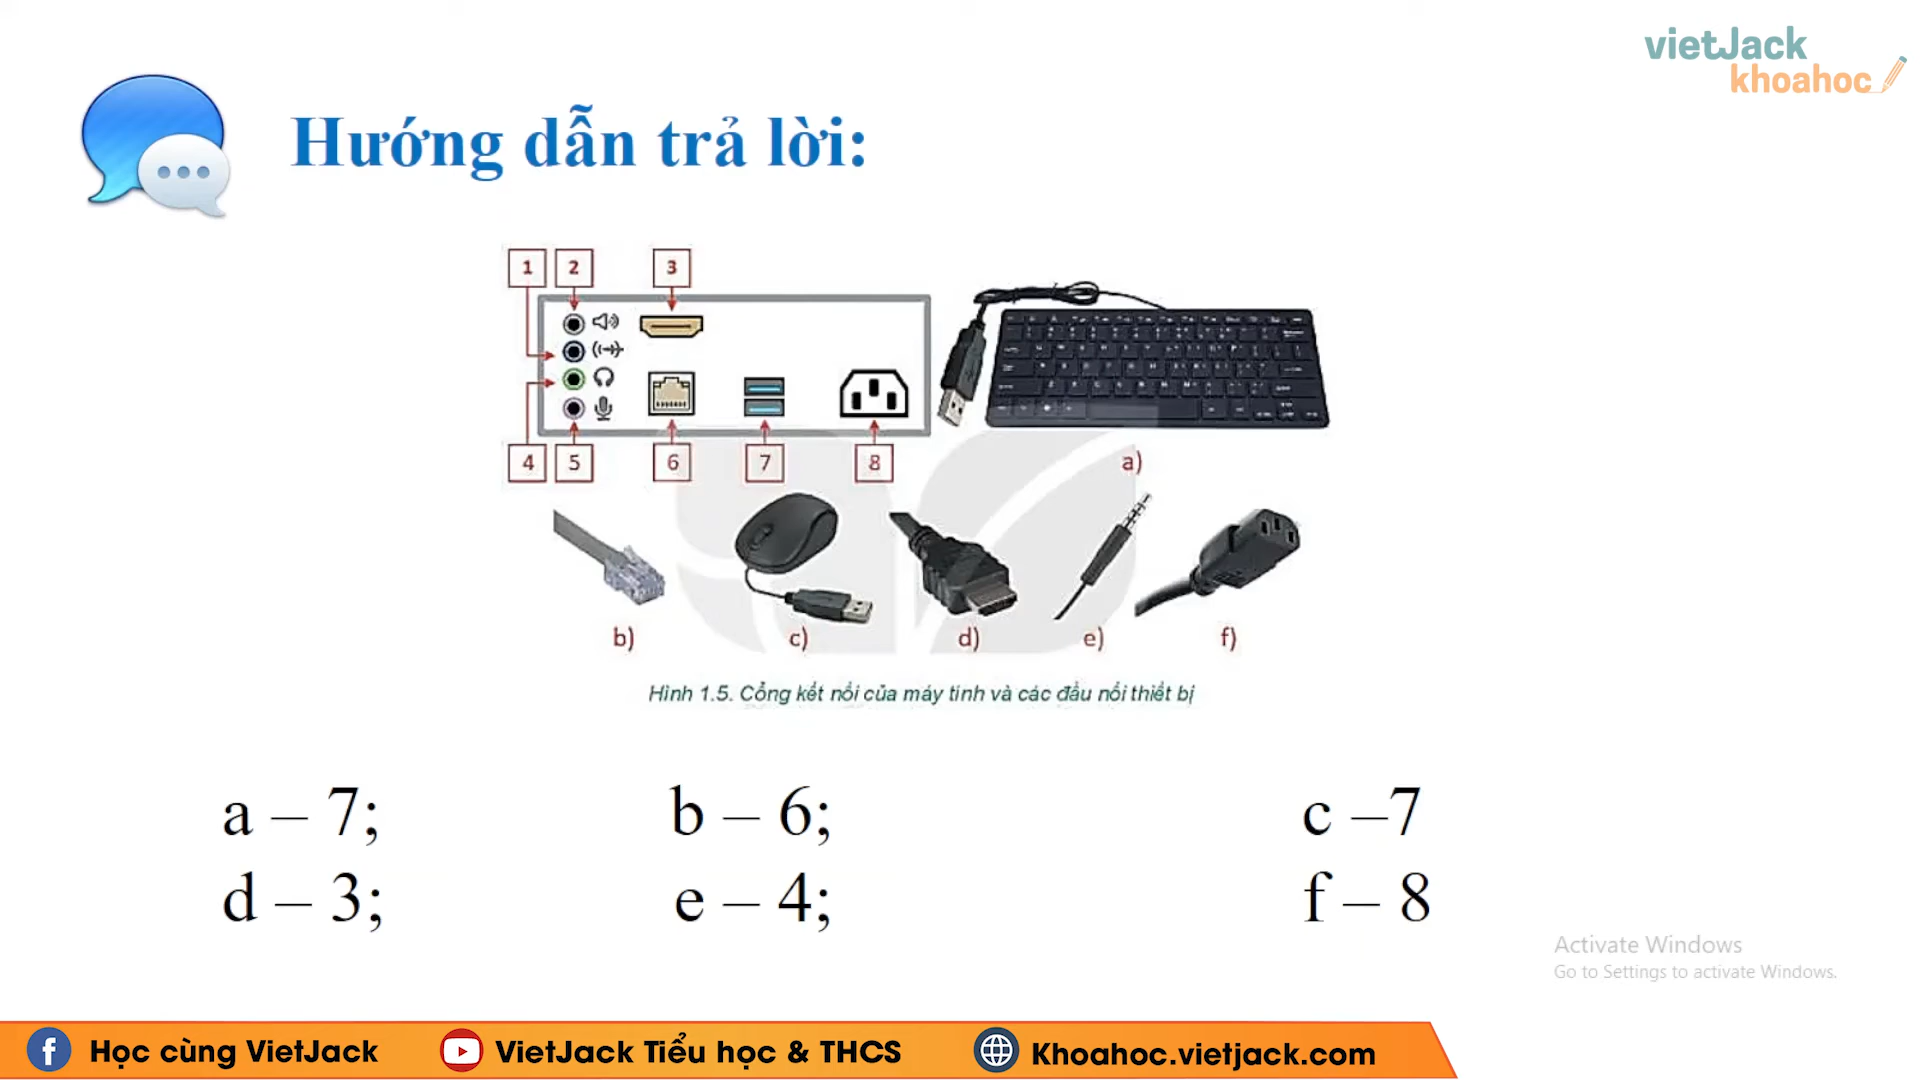 vietJack
khoahoc
Hướng dẫn trả lời:
1 2 3
4 5 6 7 8
a)
b) c) d) e) f)
Hình 1.5. Cổng kết nối của máy tính và các đầu nối thiết bị
a – 7; b – 6; c –7
d – 3; e – 4; f – 8
Activate Windows
Go to Settings to activate Windows.
Học cùng VietJack VietJack Tiểu học & THCS Khoahoc.vietjack.com